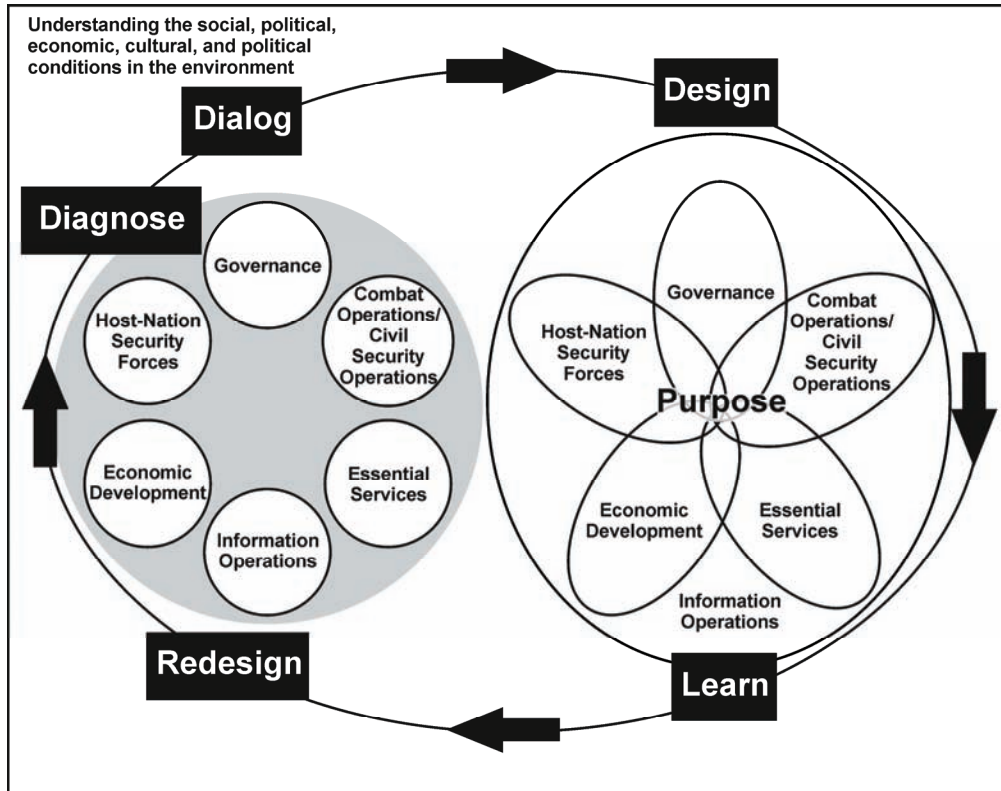 Understanding the social, political,
economic, cultural, and political
conditions in the environment
Dialog
Design
Diagnose
Governance
Host-Nation
Security
Forces
Combat
Operations/
Civil
Security
Operations
Economic
Development
Essential
Services
Information
Operations
Governance
Host-Nation
Security
Forces
Combat
Operations/
Civil
Security
Operations
Purpose
Economic
Development
Essential
Services
Information
Operations
Redesign
Learn